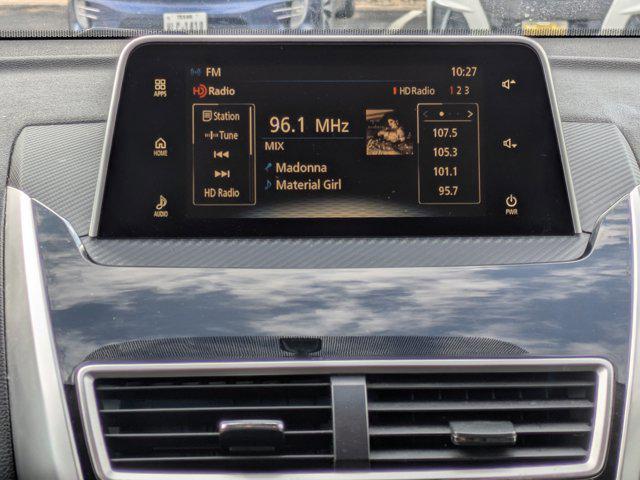 FM 10:27
HD Radio HD Radio 1 2 3
APPS
Station
96.1 MHz
107.5
Tune
MIX
105.3
HOME
Madonna
101.1
Material Girl
95.7
HD Radio
AUDIO
PWR